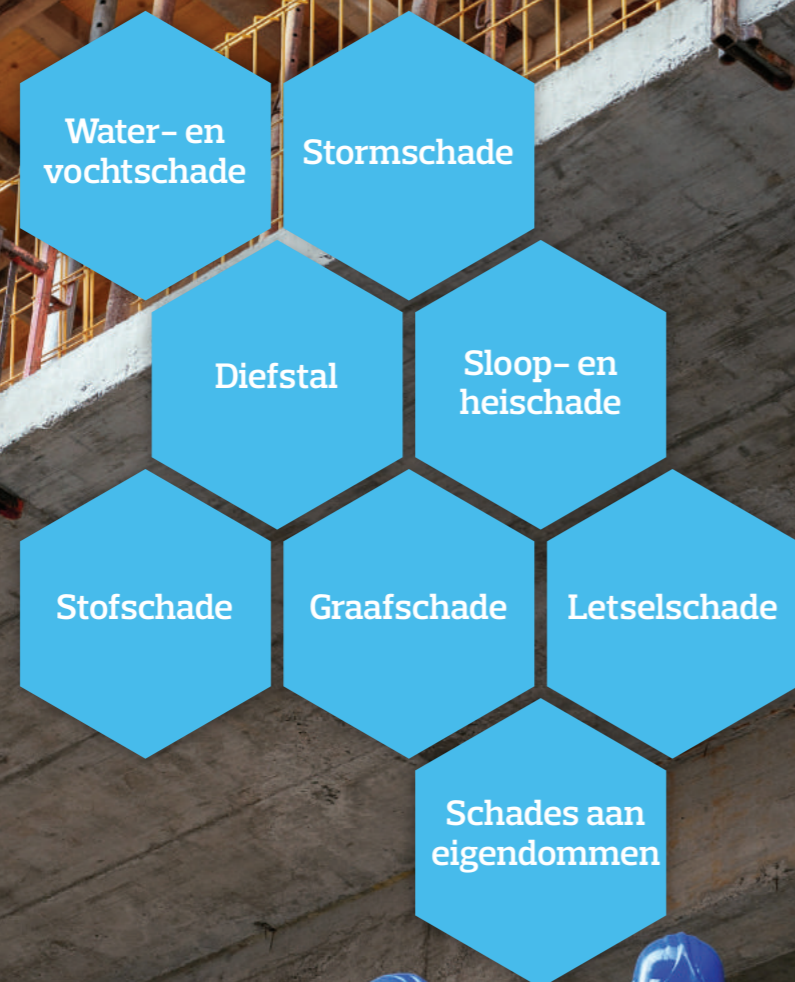 Water- en
vochtschade
Stormschade
Diefstal
Sloop- en
heischade
Stofschade
Graafschade
Letselschade
Schades aan
eigendommen